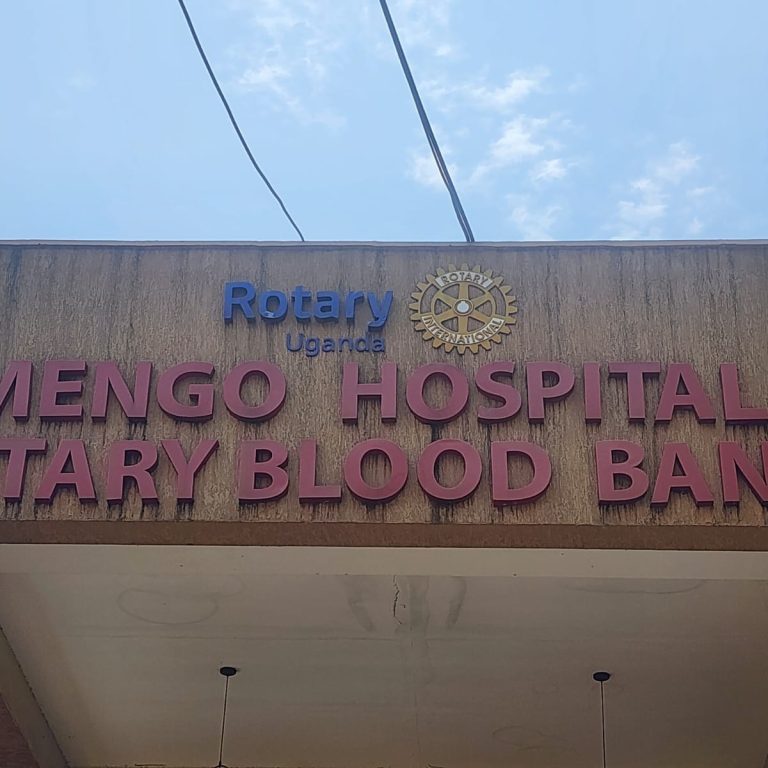 Rotary
Uganda
ROTARY
INTERNATIONAL
MENGO HOSPITAL
TARY BLOOD BAN